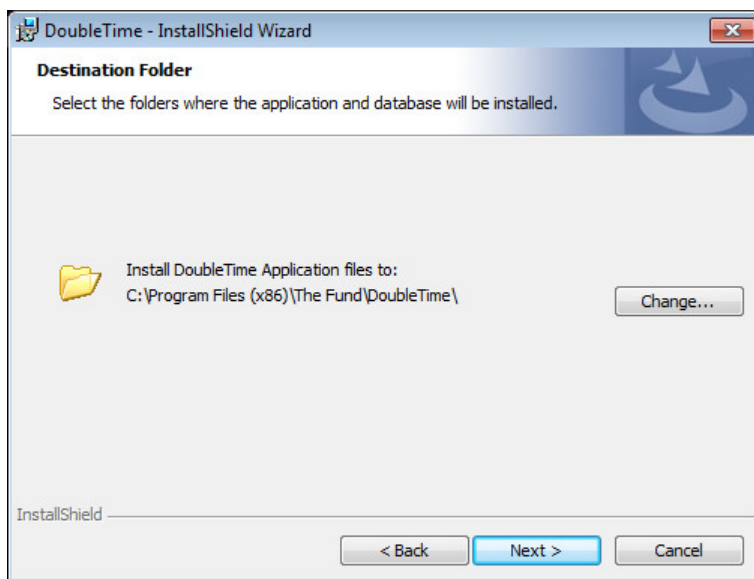 DoubleTime - InstallShield Wizard
Destination Folder
Select the folders where the application and database will be installed.
Install DoubleTime Application files to:
C:\Program Files (x86)\The Fund\DoubleTime\
Change...
InstallShield
< Back
Next >
Cancel